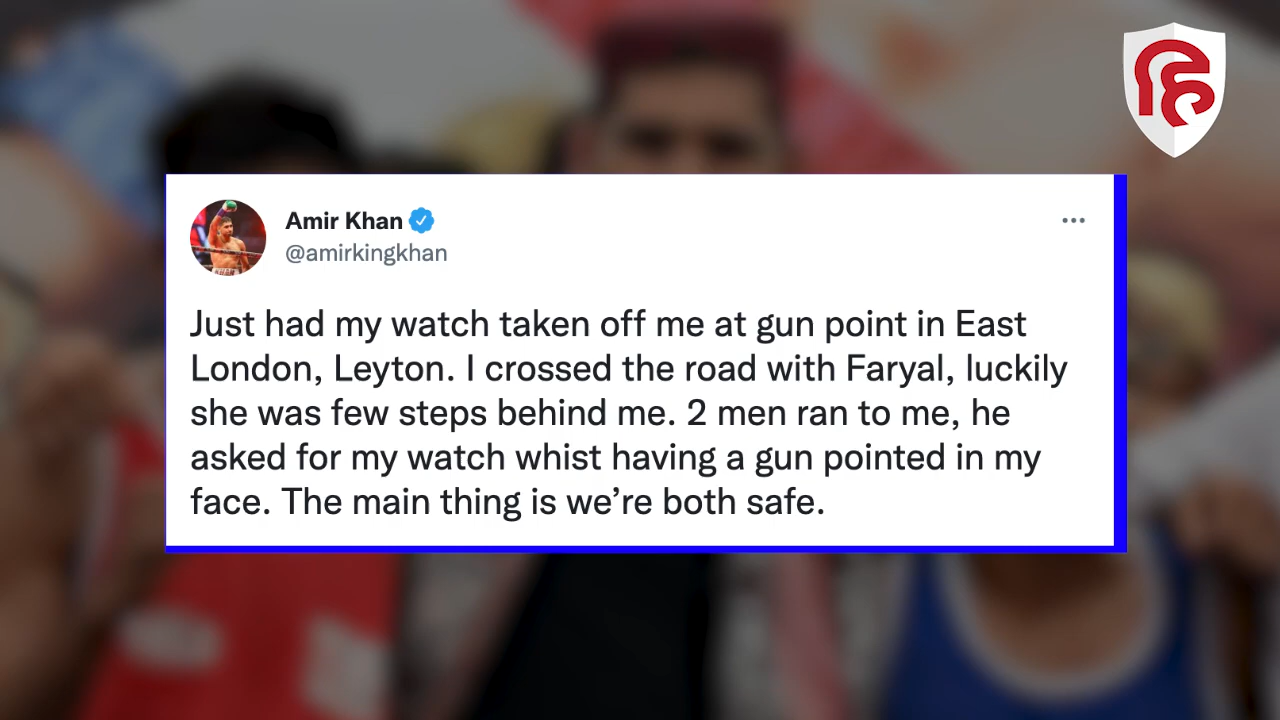 Amir Khan
@amirkingkhan
Just had my watch taken off me at gun point in East
London, Leyton. I crossed the road with Faryal, luckily
she was few steps behind me. 2 men ran to me, he
asked for my watch whist having a gun pointed in my
face. The main thing is we’re both safe.